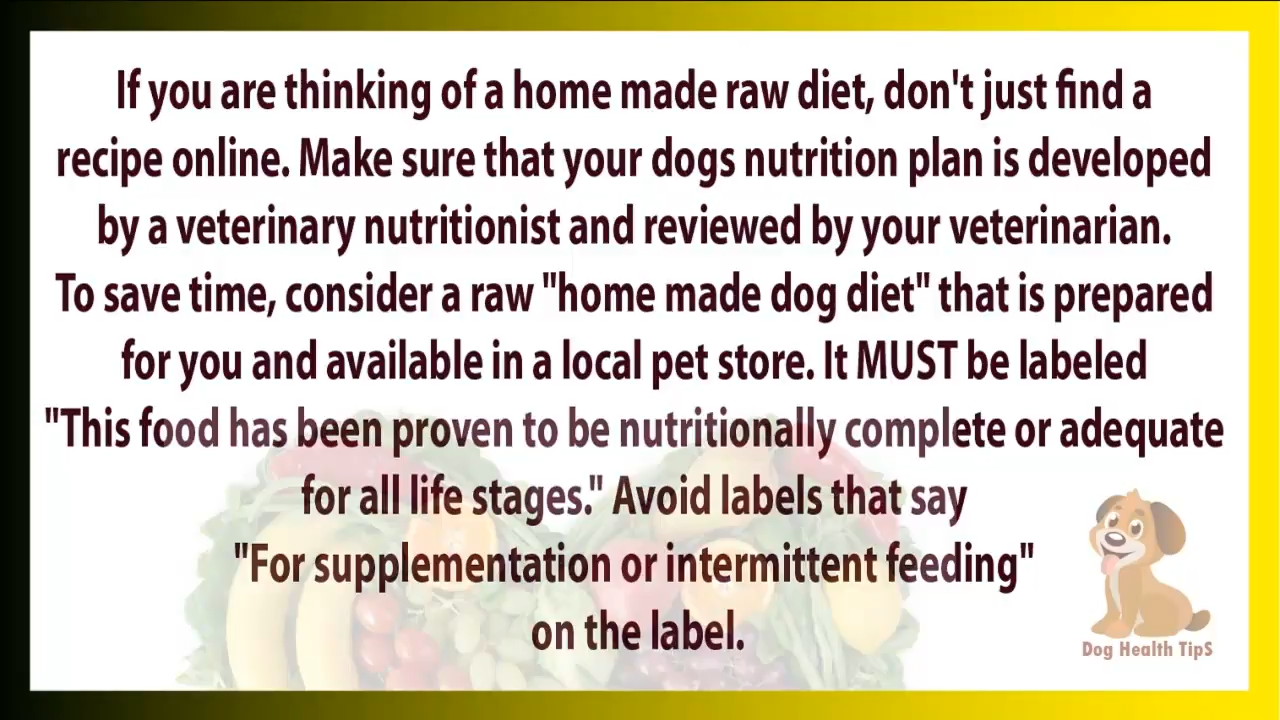 If you are thinking of a home made raw diet, don't just find a
recipe online. Make sure that your dogs nutrition plan is developed
by a veterinary nutritionist and reviewed by your veterinarian.
To save time, consider a raw "home made dog diet" that is prepared
for you and available in a local pet store. It MUST be labeled
"This food has been proven to be nutritionally complete or adequate
for all life stages." Avoid labels that say
"For supplementation or intermittent feeding"
on the label.
Dog Health TipS